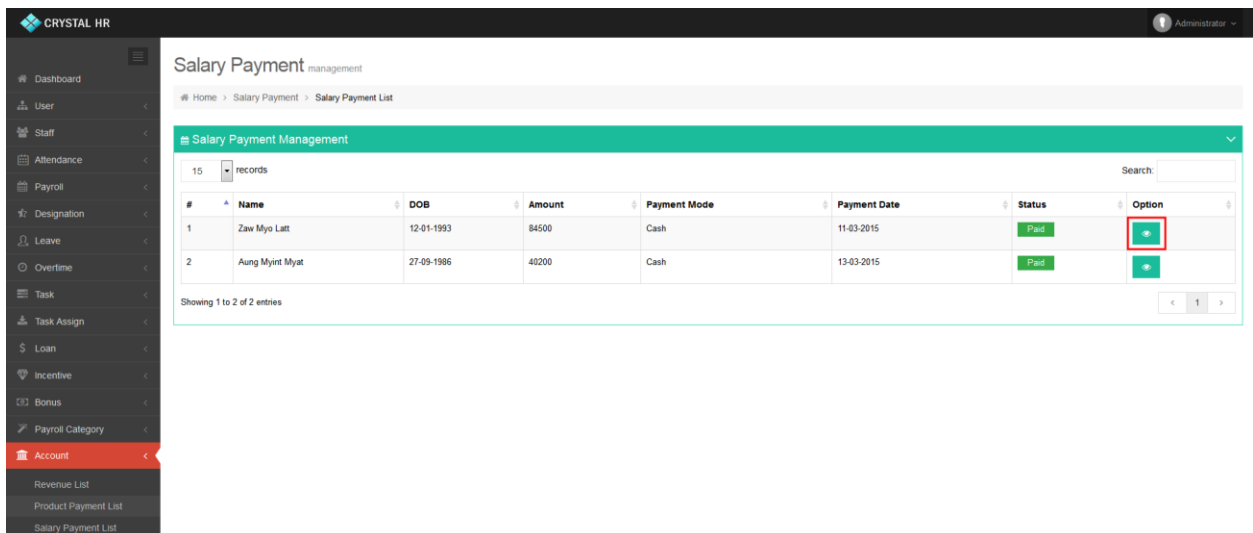 CRYSTAL HR
Administrator
Dashboard
User
Staff
Attendance
Payroll
Designation
Leave
Overtime
Task
Task Assign
$ Loan
Incentive
Bonus
Payroll Category
Account
Revenue List
Product Payment List
Salary Payment List
Salary Payment management
Home > Salary Payment > Salary Payment List
Salary Payment Management
15 records Search:
# Name DOB Amount Payment Mode Payment Date Status Option
1 Zaw Myo Latt 12-01-1993 84500 Cash 11-03-2015 Paid
2 Aung Myint Myat 27-09-1986 40200 Cash 13-03-2015 Paid
Showing 1 to 2 of 2 entries < 1 >